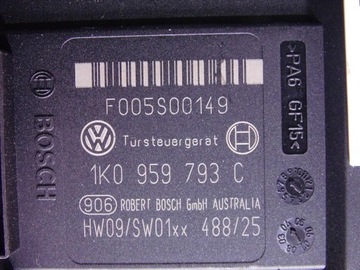 F005S00149
Türsteuergerät
1K0 959 793 C
906 ROBERT BOSCH GmbH AUSTRALIA
HW09/SW01xx 488/25
BOSCH
>PA6 GF15<